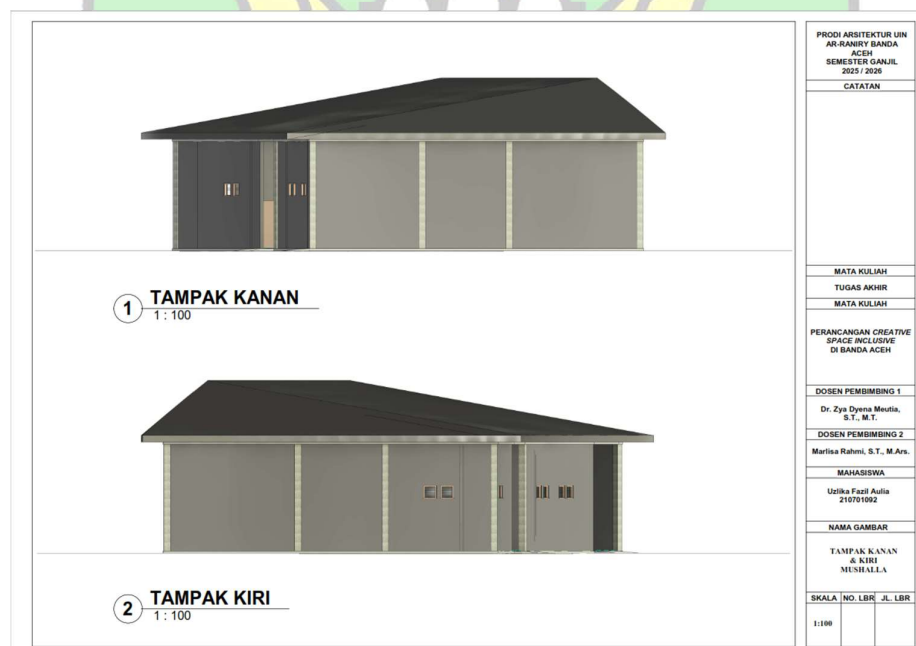 1 TAMPAK KANAN
1 : 100
2 TAMPAK KIRI
1 : 100
PRODI ARSITEKTUR UIN
AR-RANIRY BANDA
ACEH
SEMESTER GANJIL
2025 / 2026
CATATAN
MATA KULIAH
TUGAS AKHIR
MATA KULIAH
PERANCANGAN CREATIVE
SPACE INCLUSIVE
DI BANDA ACEH
DOSEN PEMBIMBING 1
Dr. Zya Dyena Meutia,
S.T., M.T.
DOSEN PEMBIMBING 2
Marlisa Rahmi, S.T., M.Ars.
MAHASISWA
Uzlika Fazil Aulia
210701092
NAMA GAMBAR
TAMPAK KANAN
& KIRI
MUSHALLA
SKALA NO. LBR JL. LBR
1:100